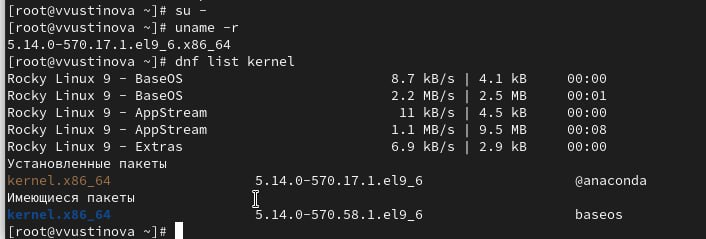 [root@vvustinova ~]# su -
[root@vvustinova ~]# uname -r
5.14.0-570.17.1.el9_6.x86_64
[root@vvustinova ~]# dnf list kernel
Rocky Linux 9 - BaseOS 8.7 kB/s | 4.1 kB 00:00
Rocky Linux 9 - BaseOS 2.2 MB/s | 2.5 MB 00:01
Rocky Linux 9 - AppStream 11 kB/s | 4.5 kB 00:00
Rocky Linux 9 - AppStream 1.1 MB/s | 9.5 MB 00:08
Rocky Linux 9 - Extras 6.9 kB/s | 2.9 kB 00:00
Установленные пакеты
kernel.x86_64 5.14.0-570.17.1.el9_6 @anaconda
Имеющиеся пакеты
kernel.x86_64 5.14.0-570.58.1.el9_6 baseos
[root@vvustinova ~]#